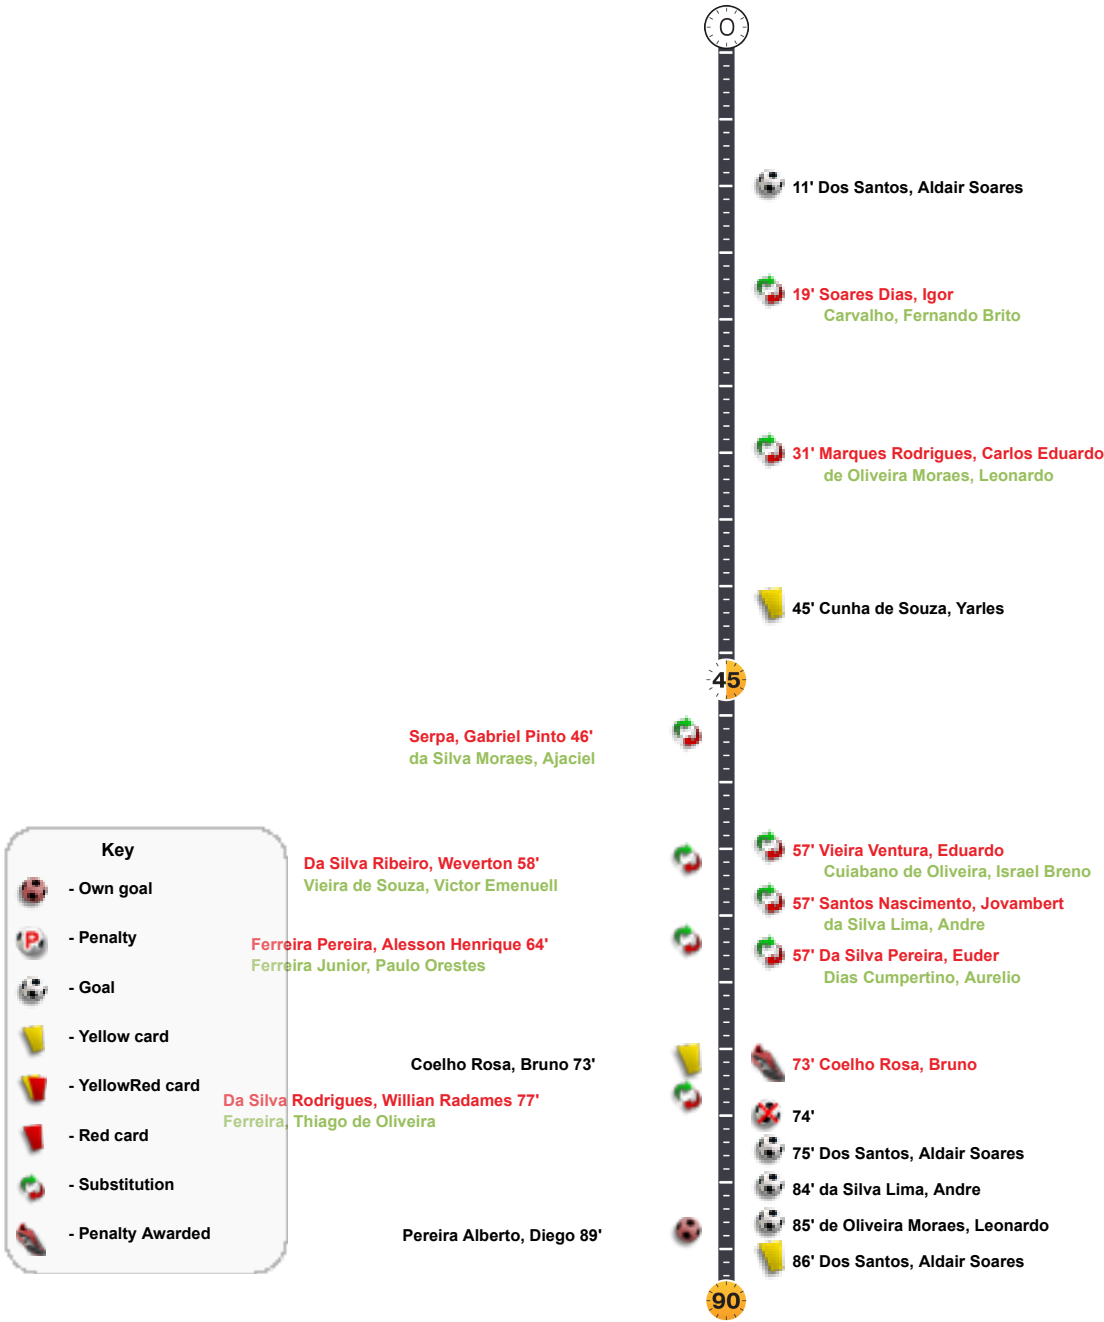 0
11' Dos Santos, Aldair Soares
19' Soares Dias, Igor
Carvalho, Fernando Brito
31' Marques Rodrigues, Carlos Eduardo
de Oliveira Moraes, Leonardo
45' Cunha de Souza, Yarles
45
Serpa, Gabriel Pinto 46'
da Silva Moraes, Ajaciel
57' Vieira Ventura, Eduardo
Cuiabano de Oliveira, Israel Breno
Da Silva Ribeiro, Weverton 58'
Vieira de Souza, Victor Emenuell
57' Santos Nascimento, Jovambert
da Silva Lima, Andre
Ferreira Pereira, Alesson Henrique 64'
Ferreira Junior, Paulo Orestes
57' Da Silva Pereira, Euder
Dias Cumpertino, Aurelio
Coelho Rosa, Bruno 73'
73' Coelho Rosa, Bruno
Da Silva Rodrigues, Willian Radames 77'
Ferreira, Thiago de Oliveira
74'
75' Dos Santos, Aldair Soares
84' da Silva Lima, Andre
85' de Oliveira Moraes, Leonardo
Pereira Alberto, Diego 89'
86' Dos Santos, Aldair Soares
90
Key
- Own goal
P
- Penalty
- Goal
- Yellow card
- YellowRed card
- Red card
- Substitution
- Penalty Awarded